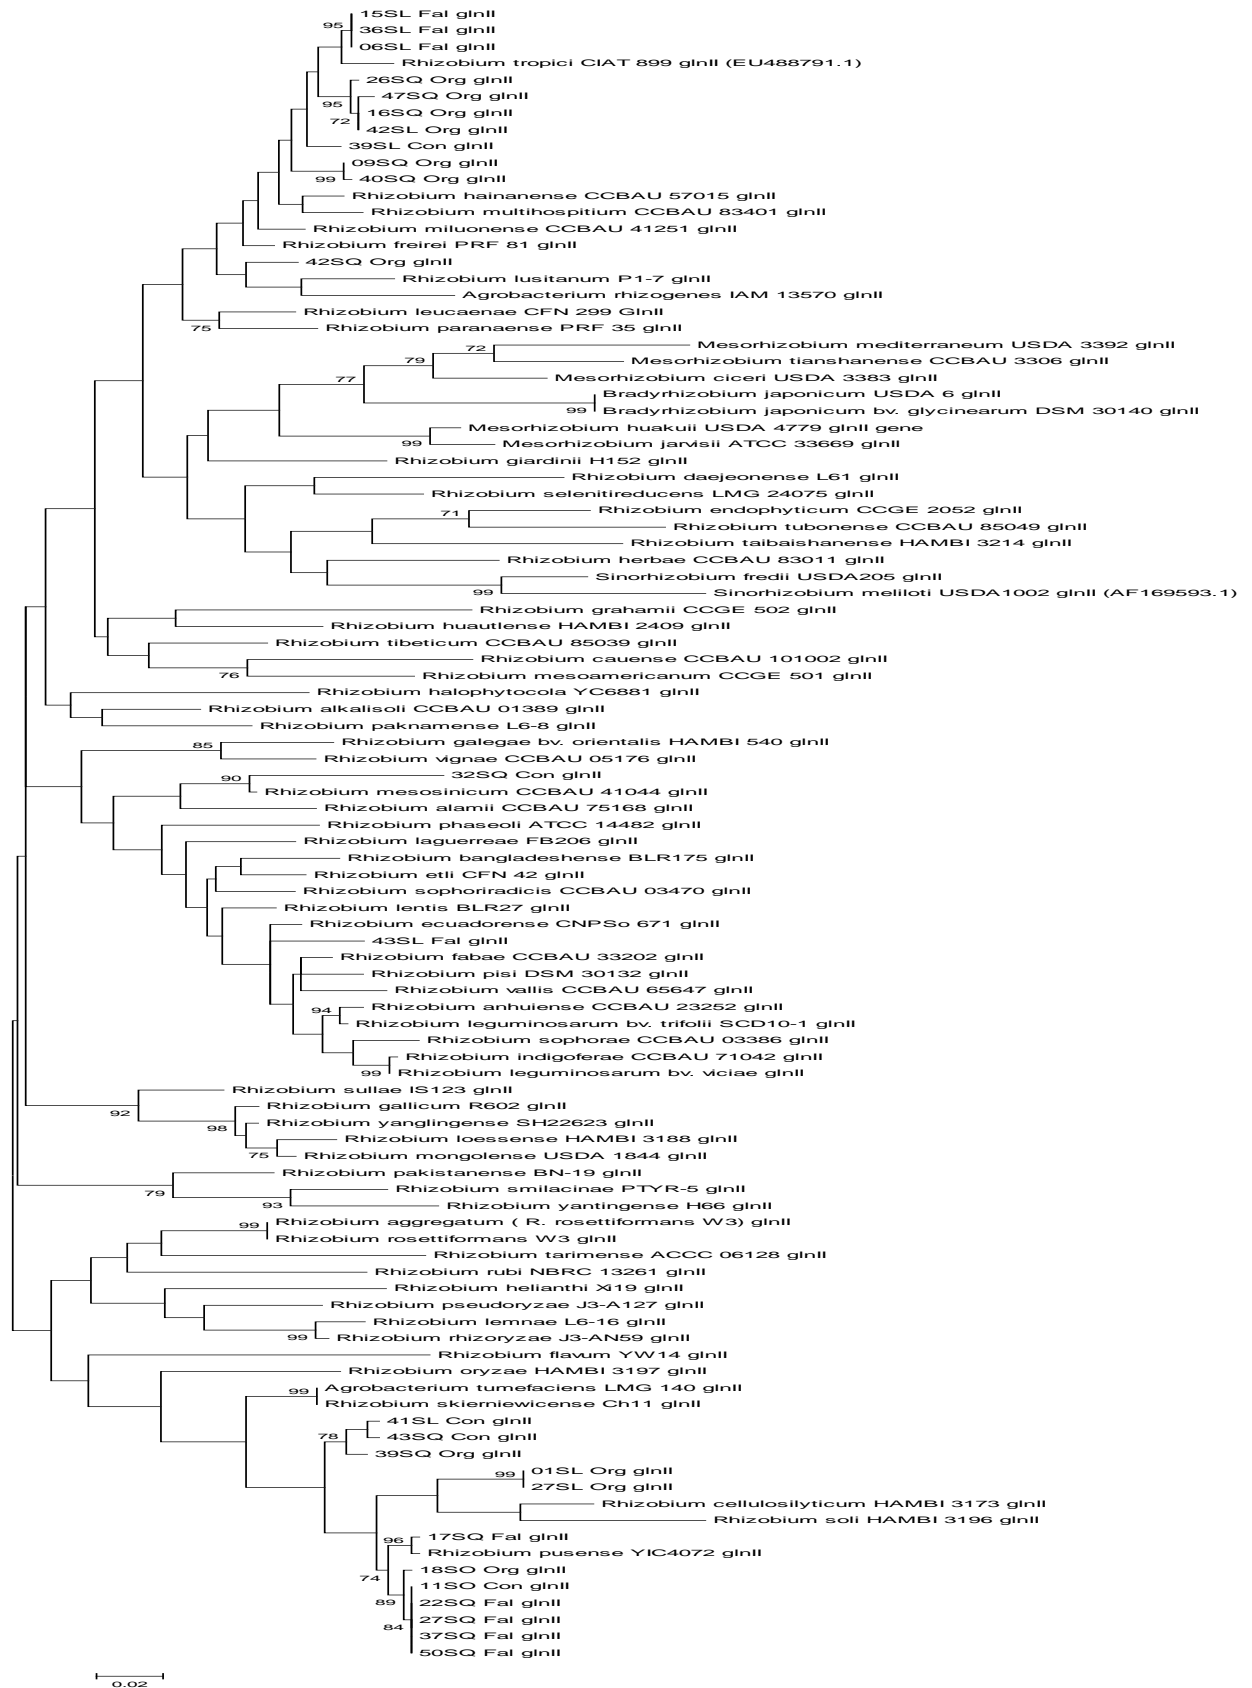 15SL Fal glnII
95
36SL Fal glnII
06SL Fal glnII
Rhizobium tropici CIAT 899 glnII (EU488791.1)
26SQ Org glnII
47SQ Org glnII
95
16SQ Org glnII
72
42SL Org glnII
39SL Con glnII
09SQ Org glnII
99
40SQ Org glnII
Rhizobium hainanense CCBAU 57015 glnII
Rhizobium multihospitium CCBAU 83401 glnII
Rhizobium miluonense CCBAU 41251 glnII
Rhizobium freirei PRF 81 glnII
42SQ Org glnII
Rhizobium lusitanum P1-7 glnII
Agrobacterium rhizogenes IAM 13570 glnII
Rhizobium leucaenae CFN 299 GlnII
75
Rhizobium paranaense PRF 35 glnII
72
Mesorhizobium mediterraneum USDA 3392 glnII
79
Mesorhizobium tianshanense CCBAU 3306 glnII
77
Mesorhizobium ciceri USDA 3383 glnII
Bradyrhizobium japonicum USDA 6 glnII
99
Bradyrhizobium japonicum bv. glycinearum DSM 30140 glnII
Mesorhizobium huakuii USDA 4779 glnII gene
99
Mesorhizobium jarvisii ATCC 33669 glnII
Rhizobium giardinii H152 glnII
Rhizobium daejeonense L61 glnII
Rhizobium selenitireducens LMG 24075 glnII
71
Rhizobium endophyticum CCGE 2052 glnII
Rhizobium tubonense CCBAU 85049 glnII
Rhizobium taibaishanense HAMBI 3214 glnII
Rhizobium herbae CCBAU 83011 glnII
Sinorhizobium fredii USDA205 glnII
99
Sinorhizobium meliloti USDA1002 glnII (AF169593.1)
Rhizobium grahamii CCGE 502 glnII
Rhizobium huautlense HAMBI 2409 glnII
Rhizobium tibeticum CCBAU 85039 glnII
Rhizobium cauense CCBAU 101002 glnII
76
Rhizobium mesoamericanum CCGE 501 glnII
Rhizobium halophytocola YC6881 glnII
Rhizobium alkalisoli CCBAU 01389 glnII
Rhizobium paknamense L6-8 glnII
85
Rhizobium galegae bv. orientalis HAMBI 540 glnII
Rhizobium vignae CCBAU 05176 glnII
90
32SQ Con glnII
Rhizobium mesosinicum CCBAU 41044 glnII
Rhizobium alamii CCBAU 75168 glnII
Rhizobium phaseoli ATCC 14482 glnII
Rhizobium laguerreae FB206 glnII
Rhizobium bangladeshense BLR175 glnII
Rhizobium etli CFN 42 glnII
Rhizobium sophoriradicis CCBAU 03470 glnII
Rhizobium lentis BLR27 glnII
Rhizobium ecuadorense CNPSo 671 glnII
43SL Fal glnII
Rhizobium fabae CCBAU 33202 glnII
Rhizobium pisi DSM 30132 glnII
Rhizobium vallis CCBAU 65647 glnII
94
Rhizobium anhuiense CCBAU 23252 glnII
Rhizobium leguminosarum bv. trifolii SCD10-1 glnII
Rhizobium sophorae CCBAU 03386 glnII
Rhizobium indigoferae CCBAU 71042 glnII
99
Rhizobium leguminosarum bv. viciae glnII
Rhizobium sullae IS123 glnII
92
Rhizobium gallicum R602 glnII
98
Rhizobium yanglingense SH22623 glnII
Rhizobium loessense HAMBI 3188 glnII
75
Rhizobium mongolense USDA 1844 glnII
Rhizobium pakistanense BN-19 glnII
79
Rhizobium smilacinae PTYR-5 glnII
93
Rhizobium yantingense H66 glnII
99
Rhizobium aggregatum ( R. rosettiformans W3) glnII
Rhizobium rosettiformans W3 glnII
Rhizobium tarimense ACCC 06128 glnII
Rhizobium rubi NBRC 13261 glnII
Rhizobium helianthi Xi19 glnII
Rhizobium pseudoryzae J3-A127 glnII
Rhizobium lemnae L6-16 glnII
99
Rhizobium rhizoryzae J3-AN59 glnII
Rhizobium flavum YW14 glnII
Rhizobium oryzae HAMBI 3197 glnII
99
Agrobacterium tumefaciens LMG 140 glnII
Rhizobium skierniewicense Ch11 glnII
41SL Con glnII
78
43SQ Con glnII
39SQ Org glnII
99
01SL Org glnII
27SL Org glnII
Rhizobium cellulosilyticum HAMBI 3173 glnII
Rhizobium soli HAMBI 3196 glnII
96
17SQ Fal glnII
Rhizobium pusense YIC4072 glnII
74
18SO Org glnII
11SO Con glnII
89
22SQ Fal glnII
27SQ Fal glnII
84
37SQ Fal glnII
50SQ Fal glnII
0.02